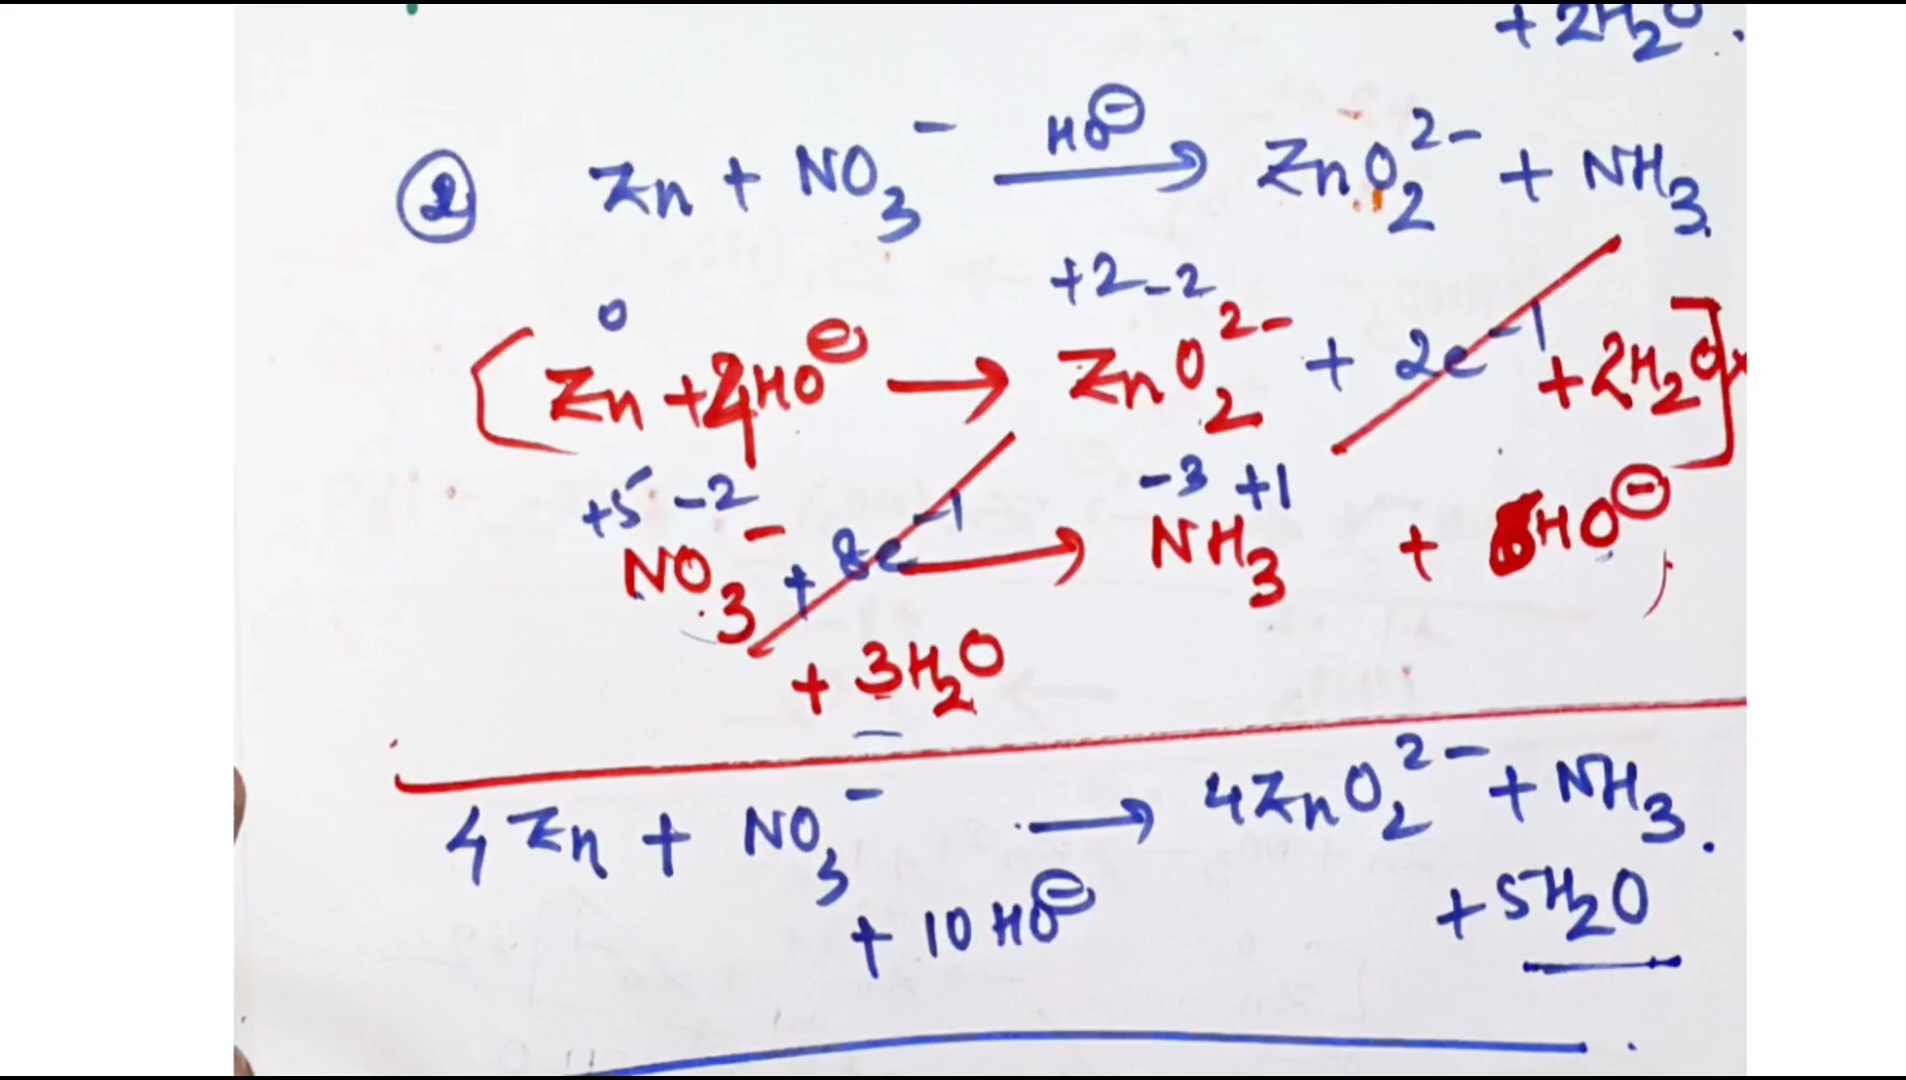 + 2H₂O.
② Zn + NO₃⁻ —HO⊖→ ZnO₂²⁻ + NH₃.
0 +2 -2
[Zn + 4HO⊖ → ZnO₂²⁻ + 2e⁻¹ + 2H₂O] x
+5 -2 -3 +1
NO₃⁻ + 8e⁻¹ → NH₃ + HO⊖
+ 3H₂O
4Zn + NO₃⁻ → 4ZnO₂²⁻ + NH₃.
+ 10HO⊖ + 5H₂O